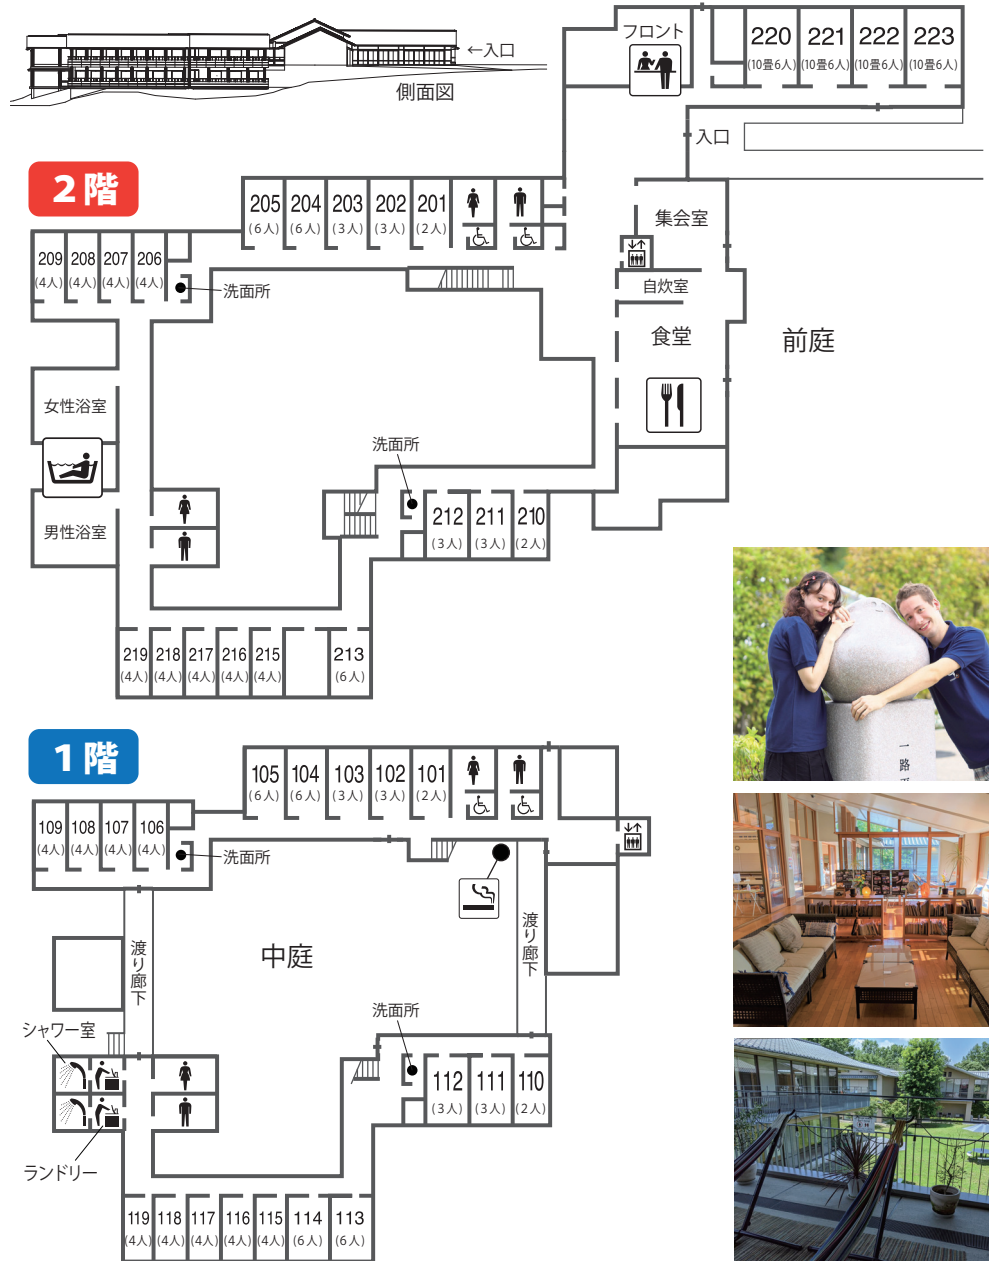 ←入口
側面図
フロント
220
(10畳6人)
221
(10畳6人)
222
(10畳6人)
223
(10畳6人)
入口
2階
205
(6人)
204
(6人)
203
(3人)
202
(3人)
201
(2人)
集会室
209
(4人)
208
(4人)
207
(4人)
206
(4人)
洗面所
自炊室
食堂
前庭
女性浴室
洗面所
男性浴室
212
(3人)
211
(3人)
210
(2人)
219
(4人)
218
(4人)
217
(4人)
216
(4人)
215
(4人)
213
(6人)
1階
105
(6人)
104
(6人)
103
(3人)
102
(3人)
101
(2人)
109
(4人)
108
(4人)
107
(4人)
106
(4人)
洗面所
渡り廊下
中庭
渡り廊下
洗面所
シャワー室
112
(3人)
111
(3人)
110
(2人)
ランドリー
119
(4人)
118
(4人)
117
(4人)
116
(4人)
115
(4人)
114
(6人)
113
(6人)
一路